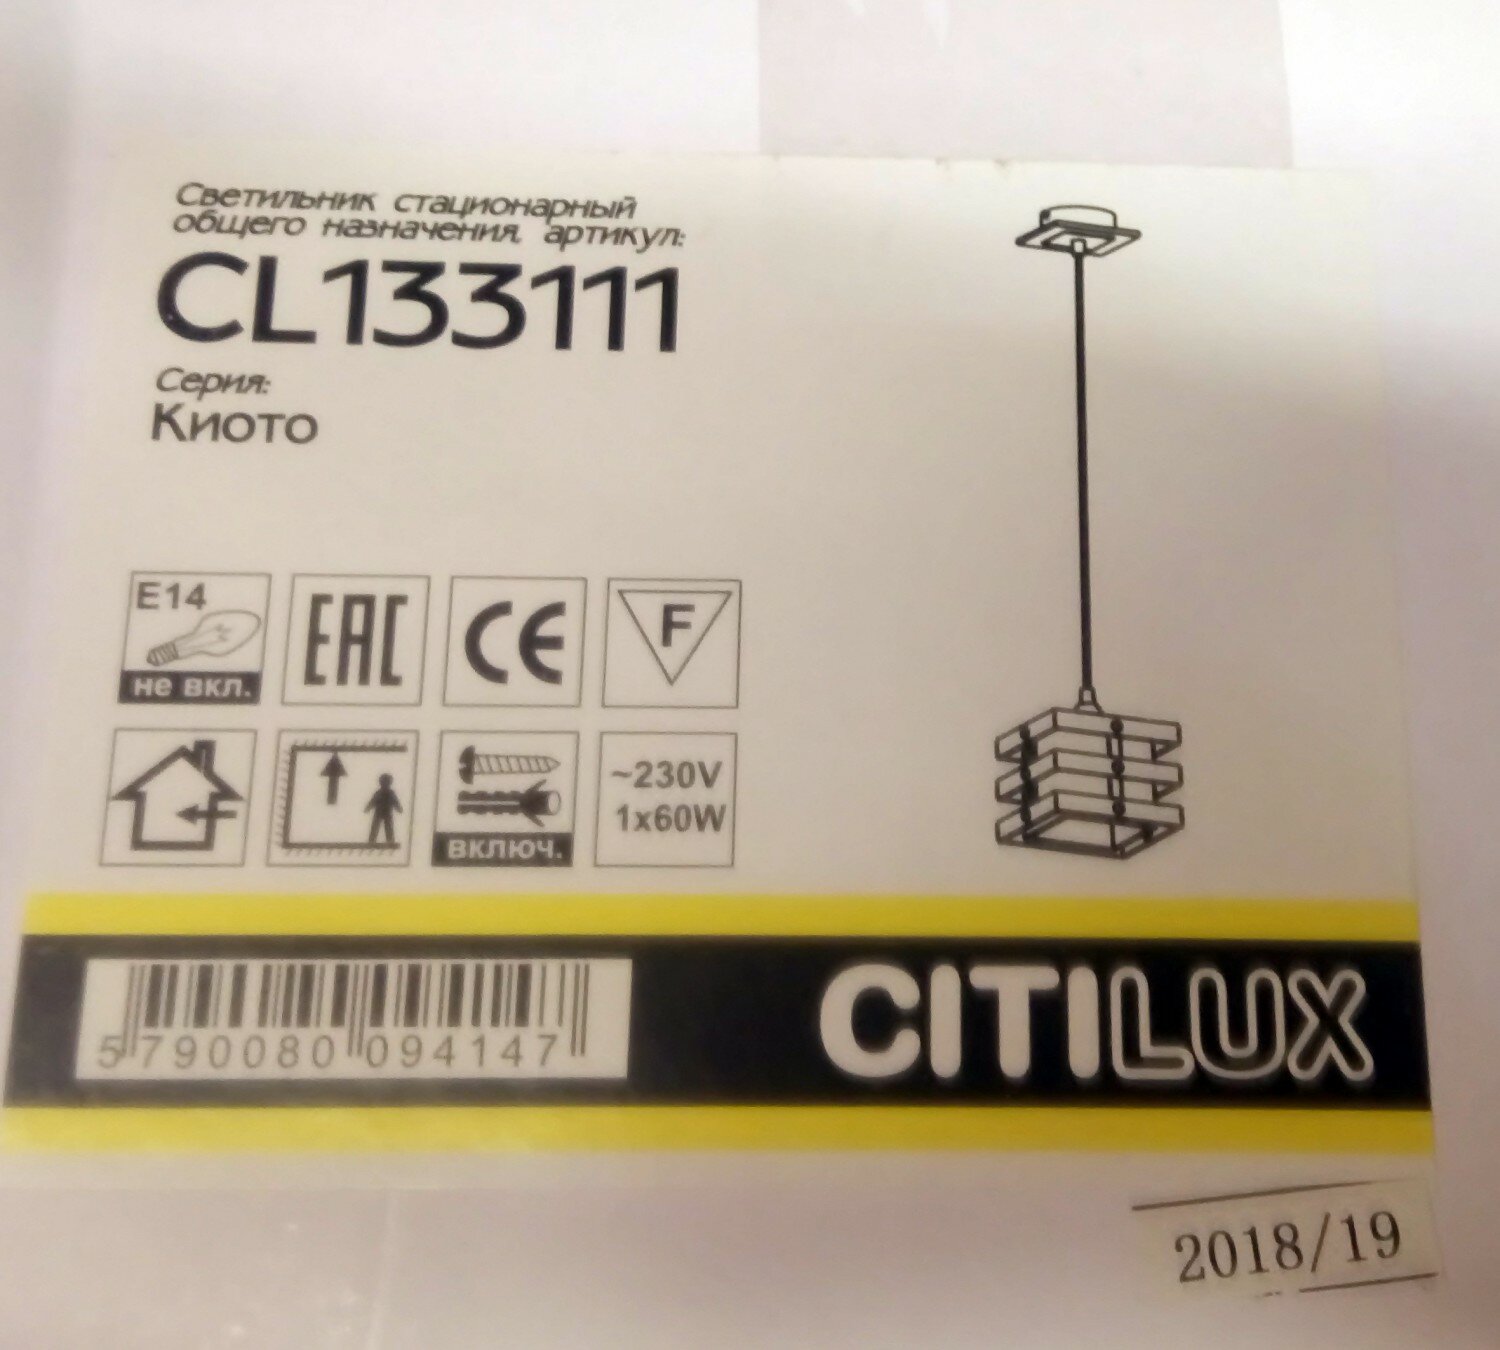 Светильник стационарный
общего назначения, артикул:
CL133111
Серия:
Киото
E14
не вкл.
EAC
CE
F
включ.
~230V
1x60W
5 790080 094147
CITILUX
2018/19